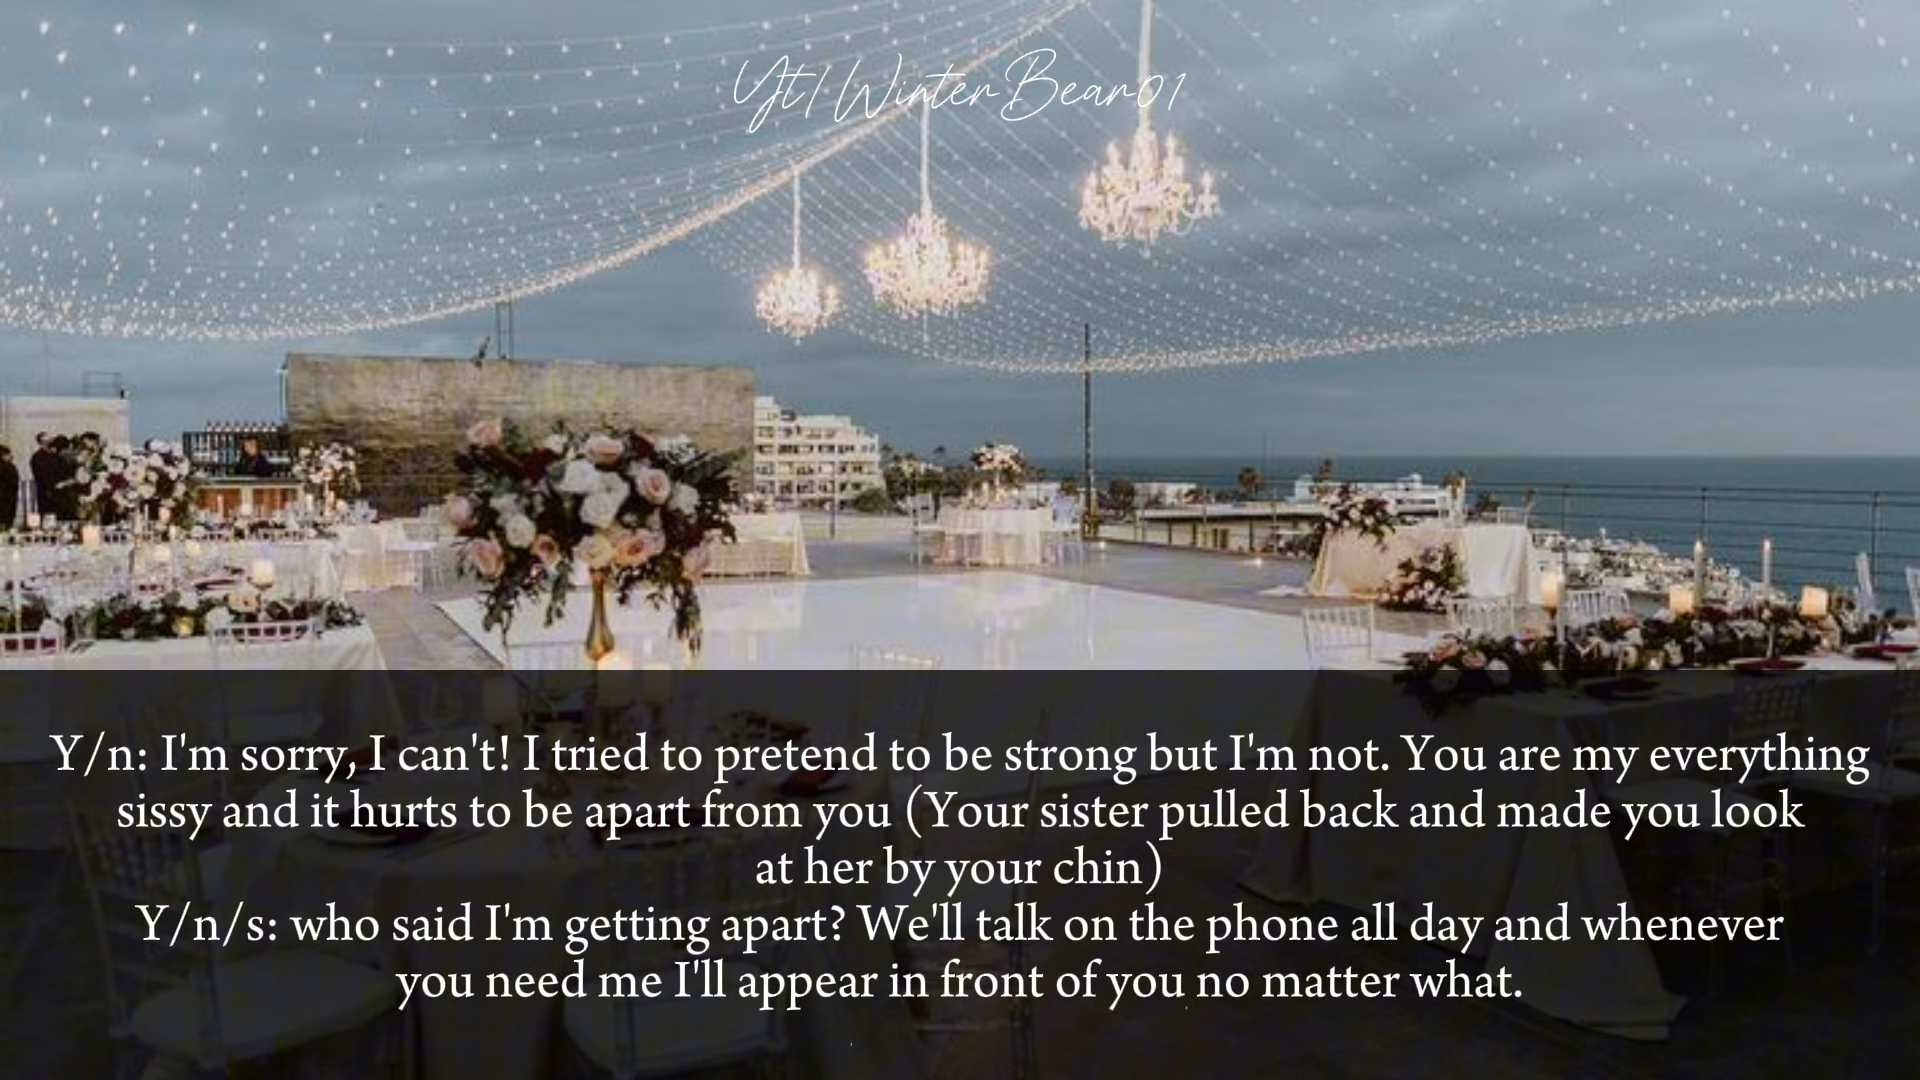 Yt/WinterBear01
Y/n: I'm sorry, I can't! I tried to pretend to be strong but I'm not. You are my everything
sissy and it hurts to be apart from you (Your sister pulled back and made you look
at her by your chin)
Y/n/s: who said I'm getting apart? We'll talk on the phone all day and whenever
you need me I'll appear in front of you no matter what.